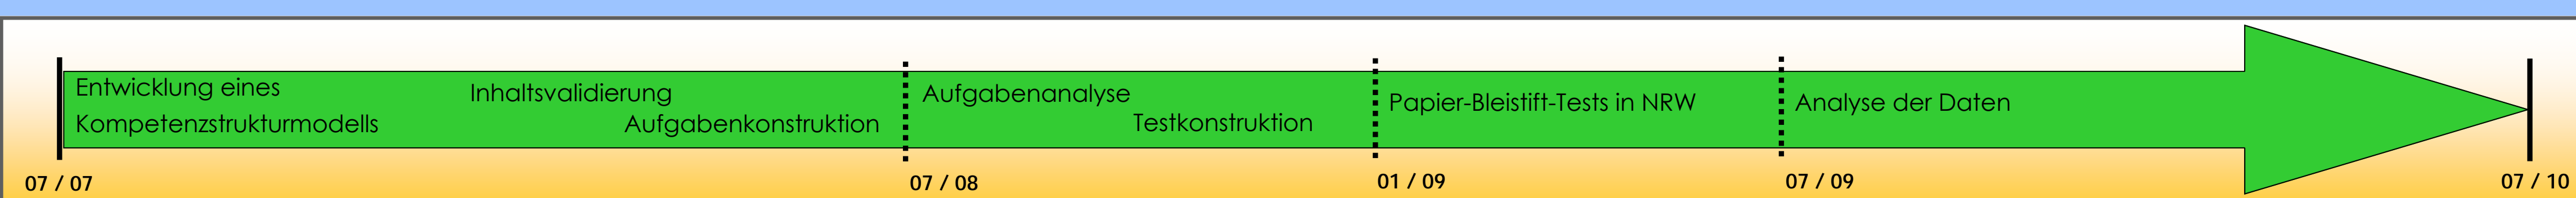 Entwicklung eines
Kompetenzstrukturmodells
Inhaltsvalidierung
Aufgabenkonstruktion
Aufgabenanalyse
Testkonstruktion
Papier-Bleistift-Tests in NRW
Analyse der Daten
07 / 07
07 / 08
01 / 09
07 / 09
07 / 10